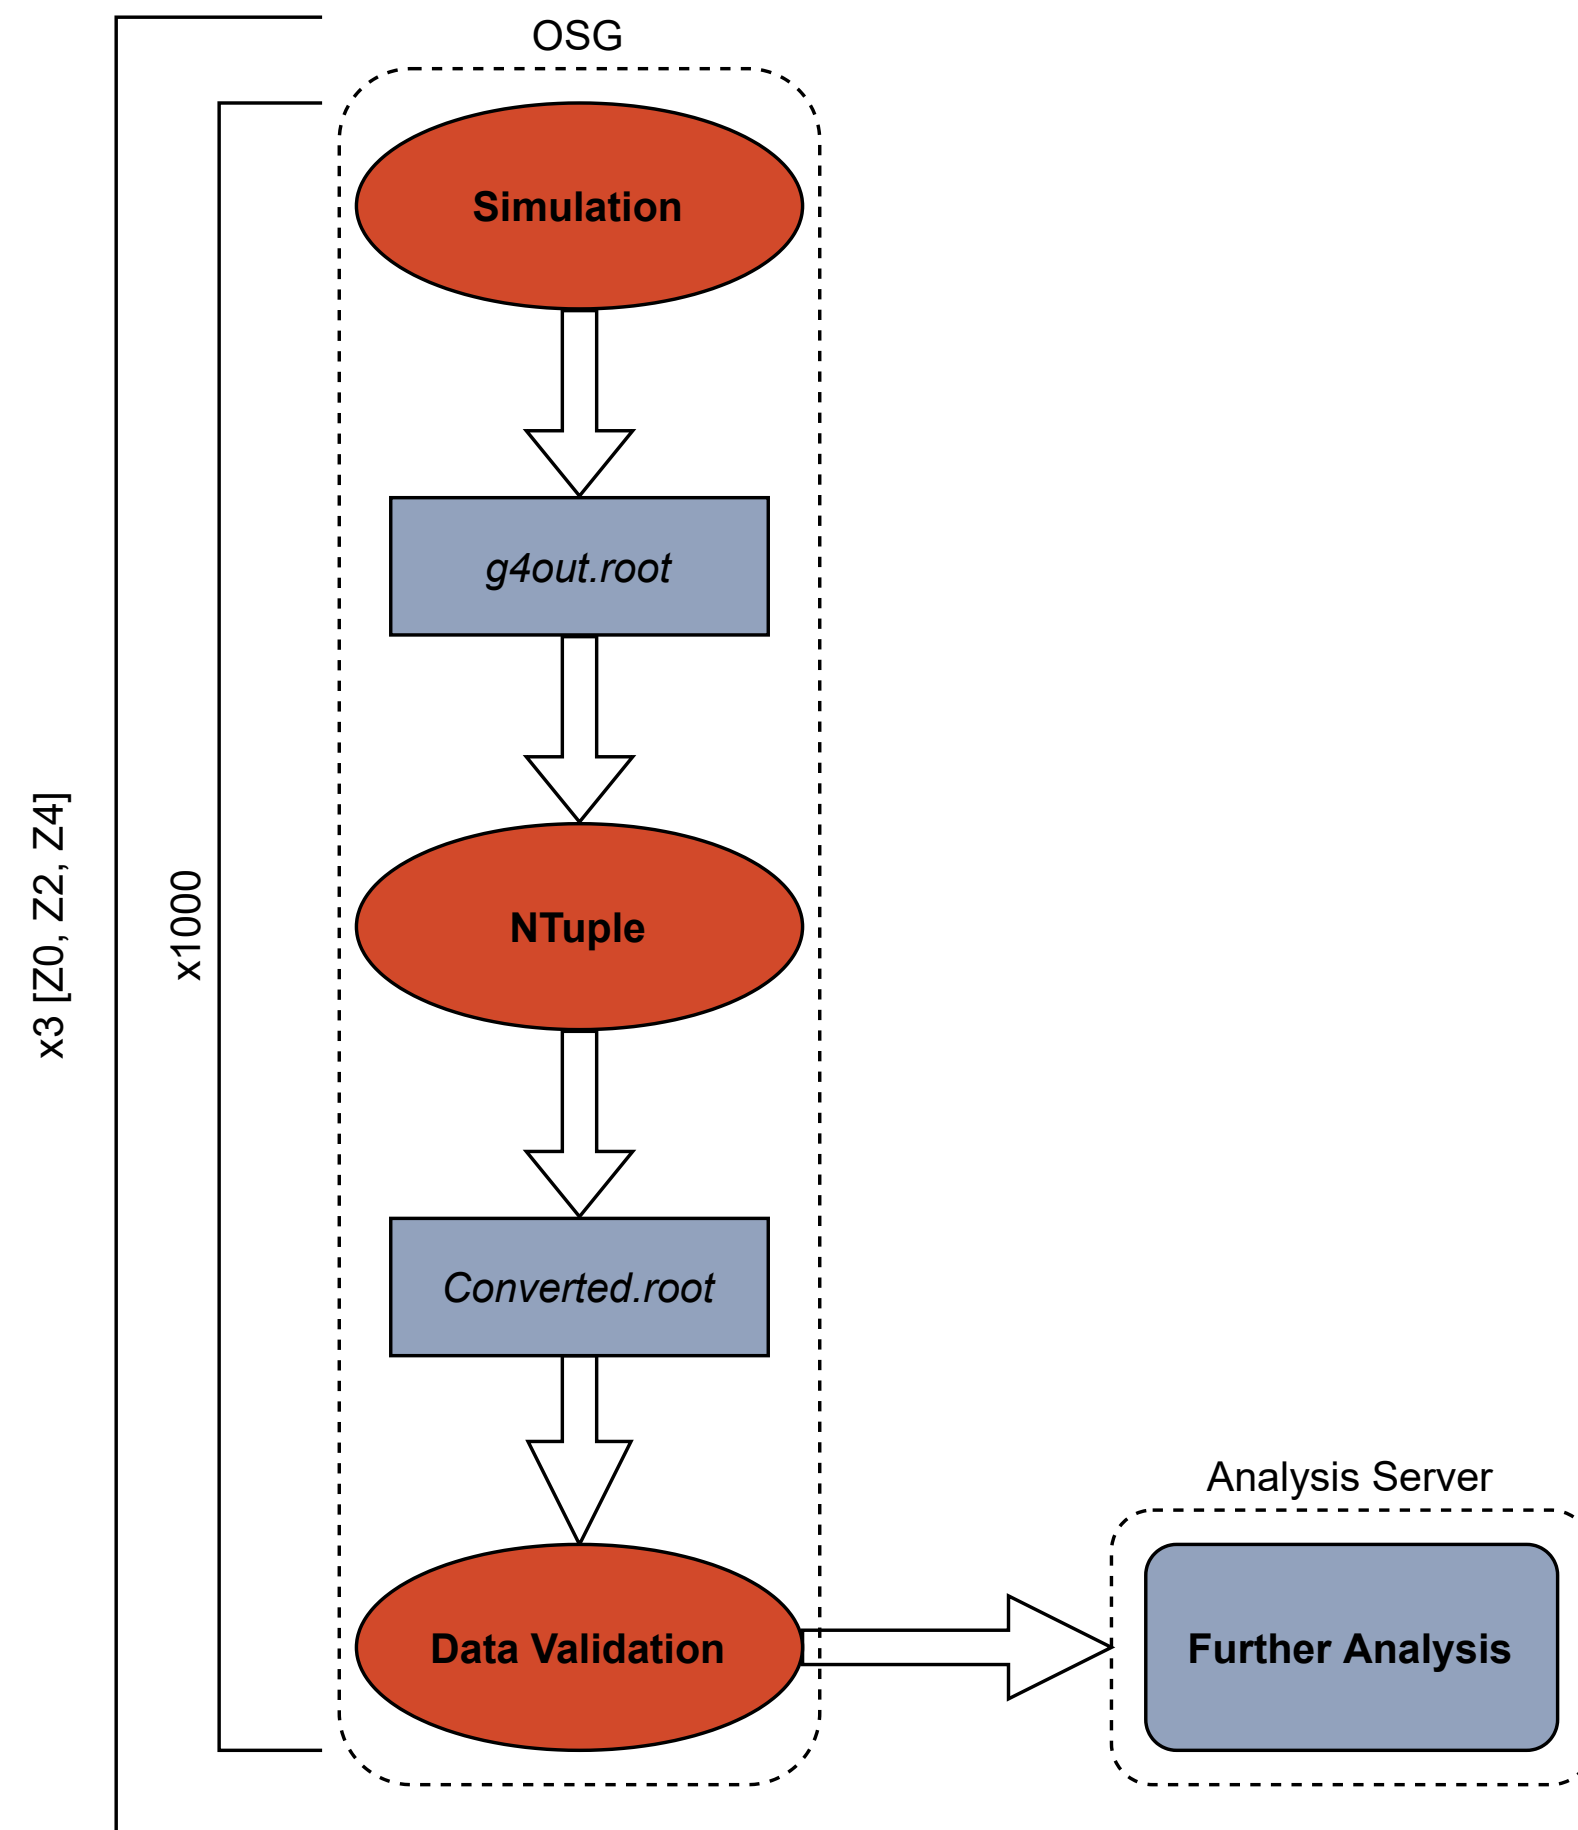 OSG
Simulation
g4out.root
x3 [Z0, Z2, Z4]
x1000
NTuple
Converted.root
Analysis Server
Data Validation
Further Analysis